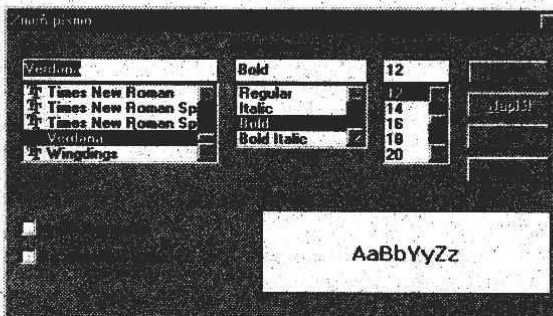 Zmeň písmo
Verdana Bold 12
Times New Roman Regular 12
Times New Roman Sp Italic 14
Times New Roman Sp Bold 16
Verdana Bold Italic 18
Wingdings 20
AaBbYyZz